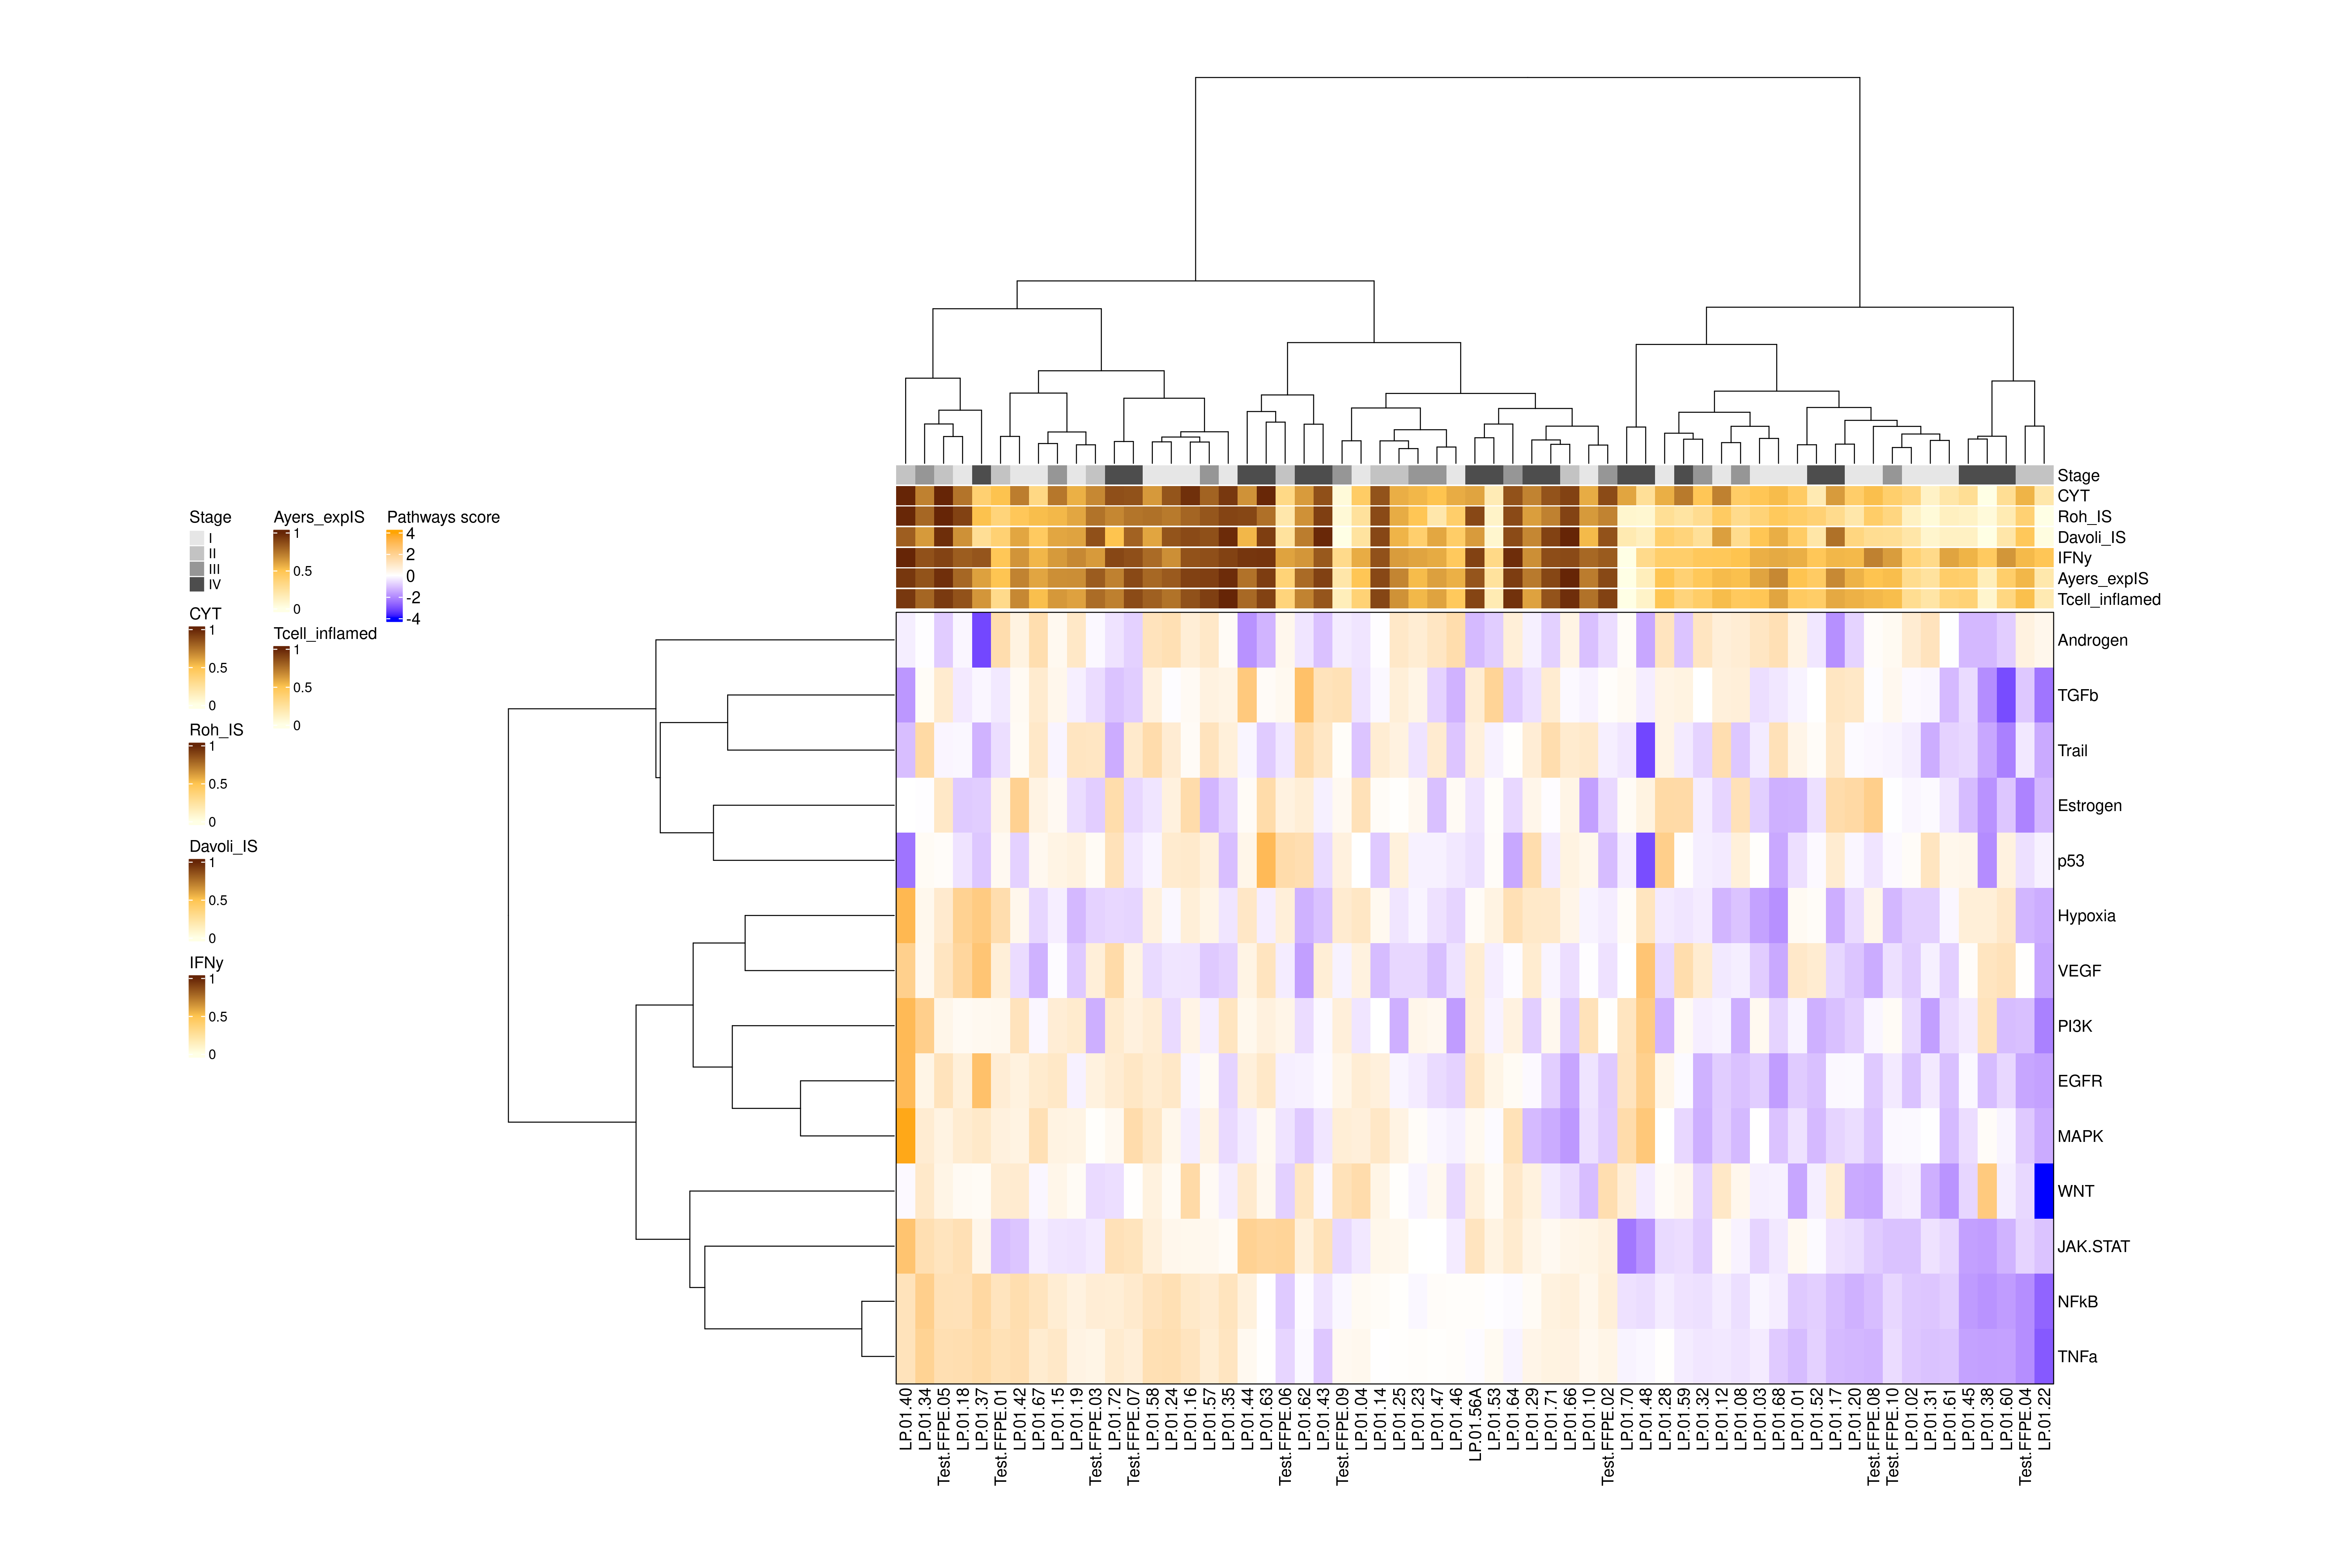 Stage
I
II
III
IV
CYT
1
0.5
0
Roh_IS
1
0.5
0
Davoli_IS
1
0.5
0
IFNy
1
0.5
0
Ayers_expIS
1
0.5
0
Tcell_inflamed
1
0.5
0
Pathways score
4
2
0
-2
-4
Stage
CYT
Roh_IS
Davoli_IS
IFNy
Ayers_expIS
Tcell_inflamed
Androgen
TGFb
Trail
Estrogen
p53
Hypoxia
VEGF
PI3K
EGFR
MAPK
WNT
JAK.STAT
NFkB
TNFa
LP.01.40
LP.01.34
Test.FFPE.05
LP.01.18
LP.01.37
Test.FFPE.01
LP.01.42
LP.01.67
LP.01.15
LP.01.19
Test.FFPE.03
LP.01.72
Test.FFPE.07
LP.01.58
LP.01.24
LP.01.16
LP.01.57
LP.01.35
LP.01.44
LP.01.63
Test.FFPE.06
LP.01.62
LP.01.43
Test.FFPE.09
LP.01.04
LP.01.14
LP.01.25
LP.01.23
LP.01.47
LP.01.46
LP.01.56A
LP.01.53
LP.01.64
LP.01.29
LP.01.71
LP.01.66
LP.01.10
Test.FFPE.02
LP.01.70
LP.01.48
LP.01.28
LP.01.59
LP.01.32
LP.01.12
LP.01.08
LP.01.03
LP.01.68
LP.01.01
LP.01.52
LP.01.17
LP.01.20
Test.FFPE.08
Test.FFPE.10
LP.01.02
LP.01.31
LP.01.61
LP.01.45
LP.01.38
LP.01.60
Test.FFPE.04
LP.01.22